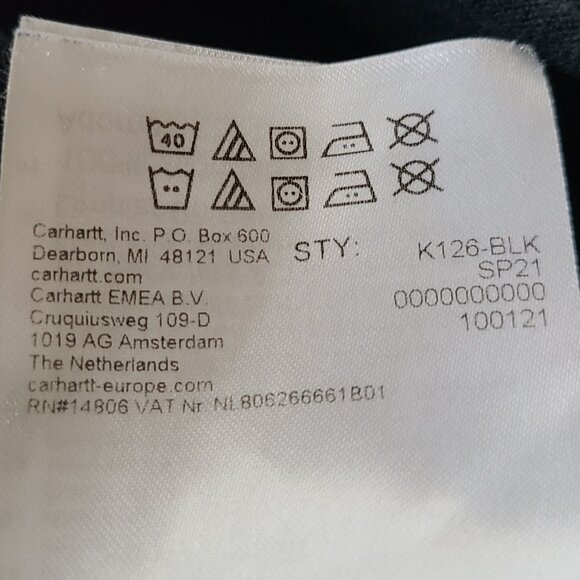 40
Carhartt, Inc. P.O. Box 600
Dearborn, MI 48121 USA
carhartt.com
Carhartt EMEA B.V.
Cruquiusweg 109-D
1019 AG Amsterdam
The Netherlands
carhartt-europe.com
RN#14806 VAT Nr. NL806266661B01
STY: K126-BLK
SP21
0000000000
100121